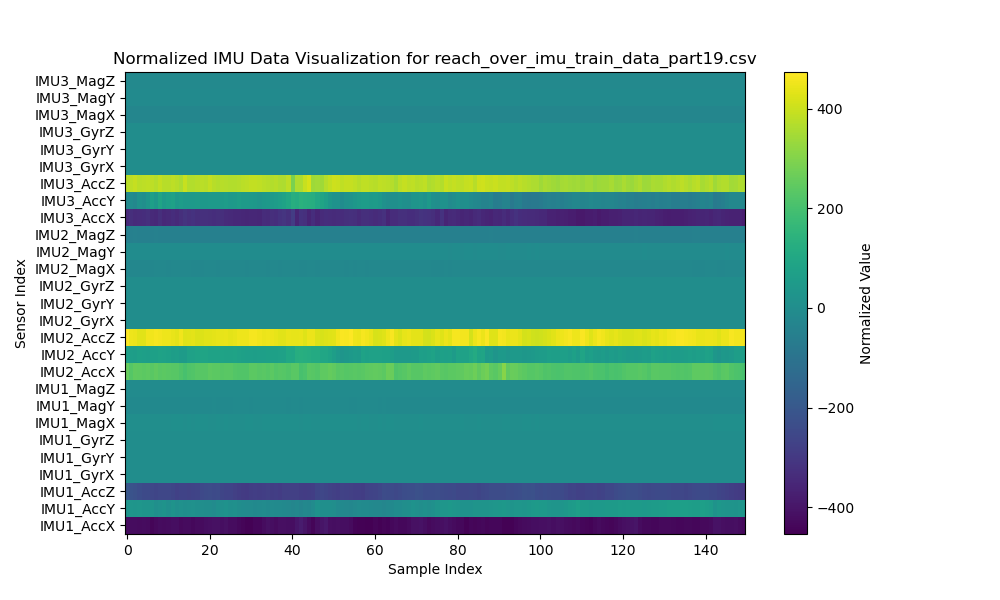 Normalized IMU Data Visualization for reach_over_imu_train_data_part19.csv
IMU3_MagZ
IMU3_MagY
IMU3_MagX
IMU3_GyrZ
IMU3_GyrY
IMU3_GyrX
IMU3_AccZ
IMU3_AccY
IMU3_AccX
IMU2_MagZ
IMU2_MagY
IMU2_MagX
IMU2_GyrZ
IMU2_GyrY
IMU2_GyrX
IMU2_AccZ
IMU2_AccY
IMU2_AccX
IMU1_MagZ
IMU1_MagY
IMU1_MagX
IMU1_GyrZ
IMU1_GyrY
IMU1_GyrX
IMU1_AccZ
IMU1_AccY
IMU1_AccX
Sensor Index
0 20 40 60 80 100 120 140
Sample Index
400
200
0
−200
−400
Normalized Value